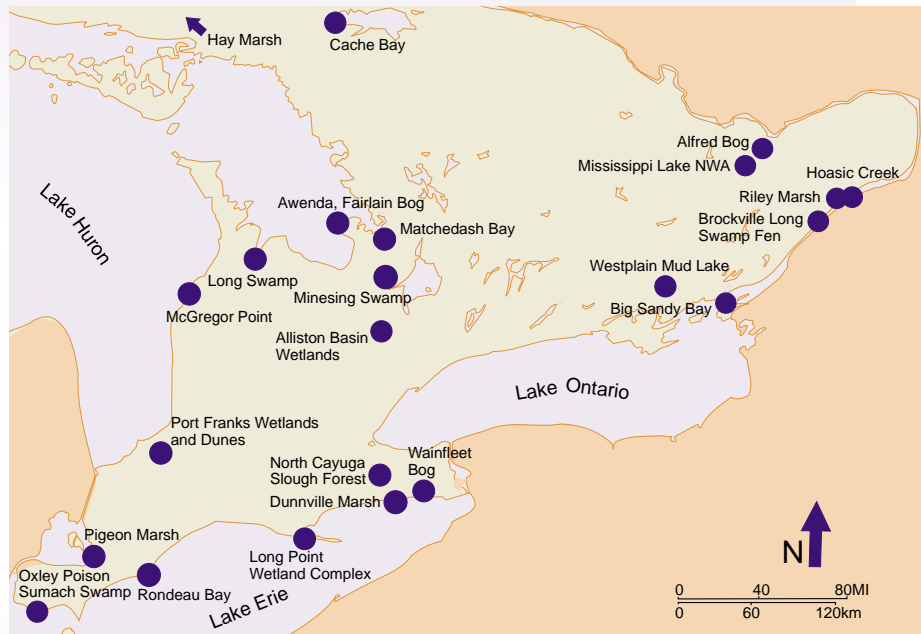 Hay Marsh
Cache Bay
Alfred Bog
Mississippi Lake NWA
Hoasic Creek
Riley Marsh
Brockville Long
Swamp Fen
Lake Huron
Awenda, Fairlain Bog
Matchedash Bay
Long Swamp
Minesing Swamp
McGregor Point
Westplain Mud Lake
Big Sandy Bay
Alliston Basin
Wetlands
Lake Ontario
Port Franks Wetlands
and Dunes
North Cayuga
Slough Forest
Wainfleet
Bog
Dunnville Marsh
Pigeon Marsh
Long Point
Wetland Complex
Oxley Poison
Sumach Swamp
Rondeau Bay
Lake Erie
N
0 40 80MI
0 60 120km